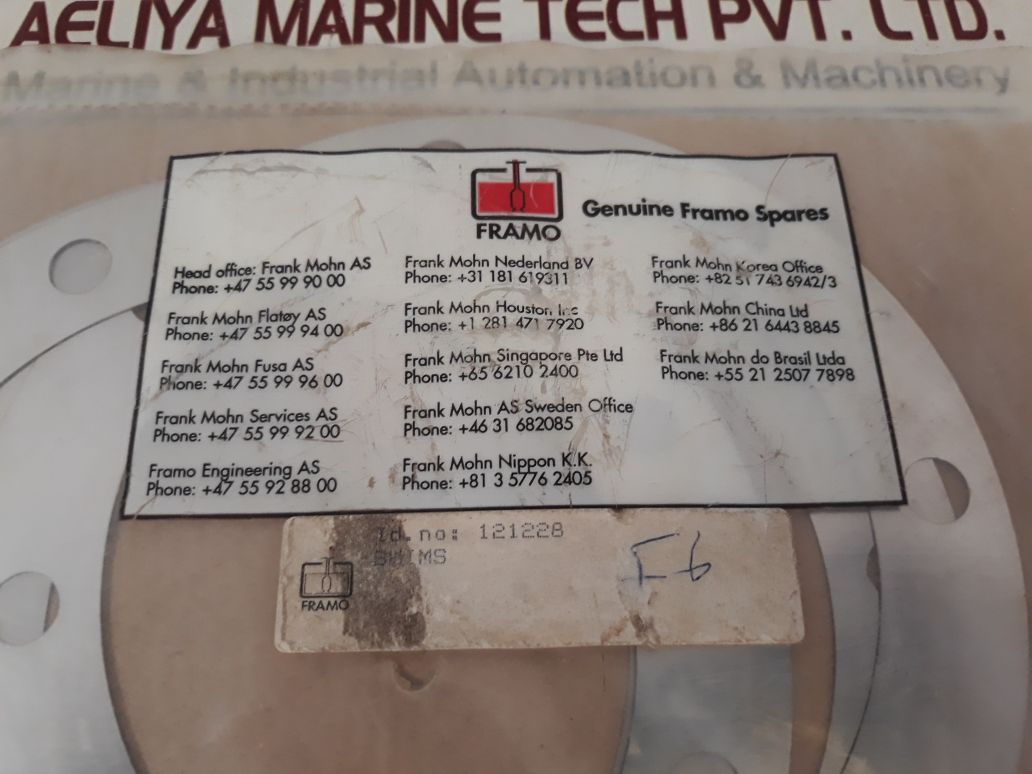 AELIYA MARINE TECH PVT. LTD.
Marine & Industrial Automation & Machinery
FRAMO
Genuine Framo Spares
Head office: Frank Mohn AS
Phone: +47 55 99 90 00
Frank Mohn Flatøy AS
Phone: +47 55 99 94 00
Frank Mohn Fusa AS
Phone: +47 55 99 96 00
Frank Mohn Services AS
Phone: +47 55 99 92 00
Framo Engineering AS
Phone: +47 55 92 88 00
Frank Mohn Nederland BV
Phone: +31 181 619311
Frank Mohn Houston, Inc
Phone: +1 281 471 7920
Frank Mohn Singapore Pte Ltd
Phone: +65 6210 2400
Frank Mohn AS Sweden Office
Phone: +46 31 682085
Frank Mohn Nippon K.K.
Phone: +81 3 5776 2405
Frank Mohn Korea Office
Phone: +82 51 743 6942/3
Frank Mohn China Ltd
Phone: +86 21 6443 8845
Frank Mohn do Brasil Ltda
Phone: +55 21 2507 7898
Id.no: 121228
FRAMO